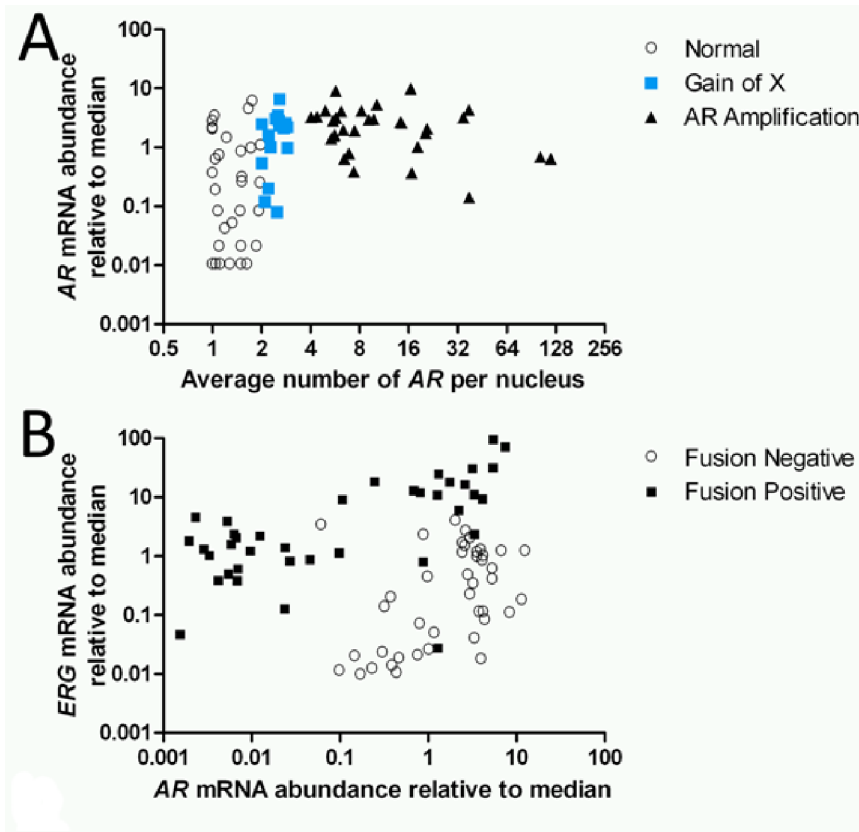 A
100
10
1
0.1
0.01
0.001
AR mRNA abundance
relative to median
0.5 1 2 4 8 16 32 64 128 256
Average number of AR per nucleus
Normal
Gain of X
AR Amplification
B
100
10
1
0.1
0.01
0.001
ERG mRNA abundance
relative to median
0.001 0.01 0.1 1 10 100
AR mRNA abundance relative to median
Fusion Negative
Fusion Positive